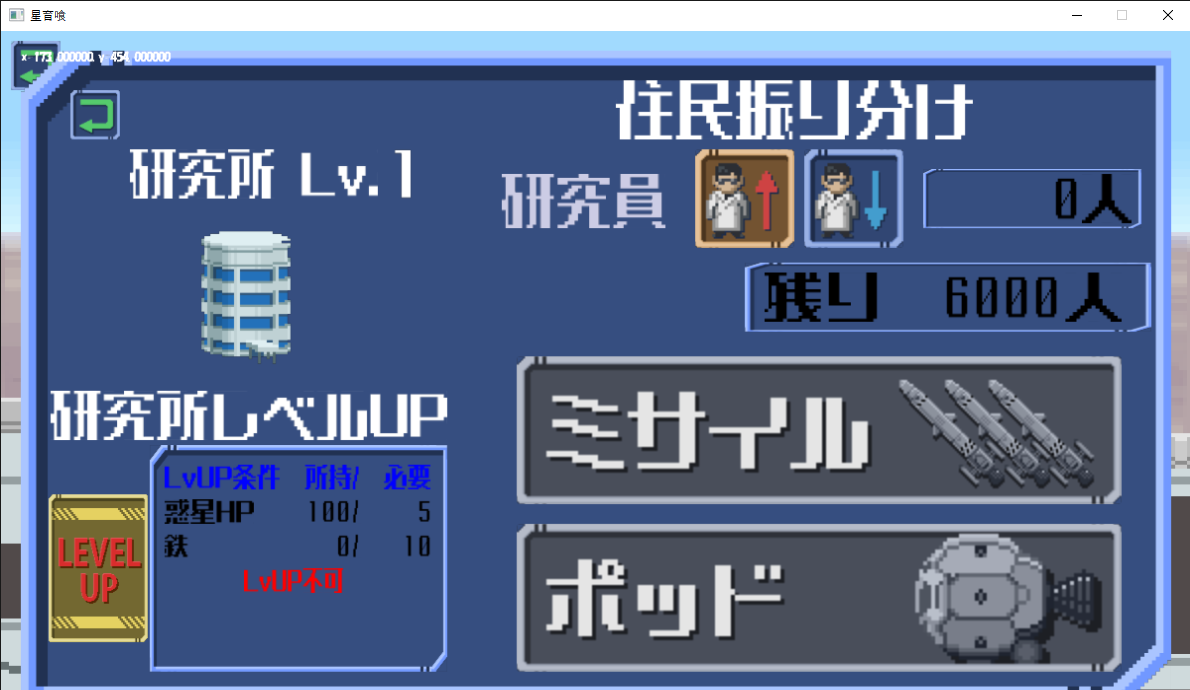 星育喰
x 173.000000 y 454.000000
住民振り分け
研究所 Lv.1
研究員
0人
残り 6000人
研究所レベルUP
LvUP条件 所持/ 必要
惑星HP 100/ 5
鉄 0/ 10
LvUP不可
LEVEL
UP
ミサイル
ポッド